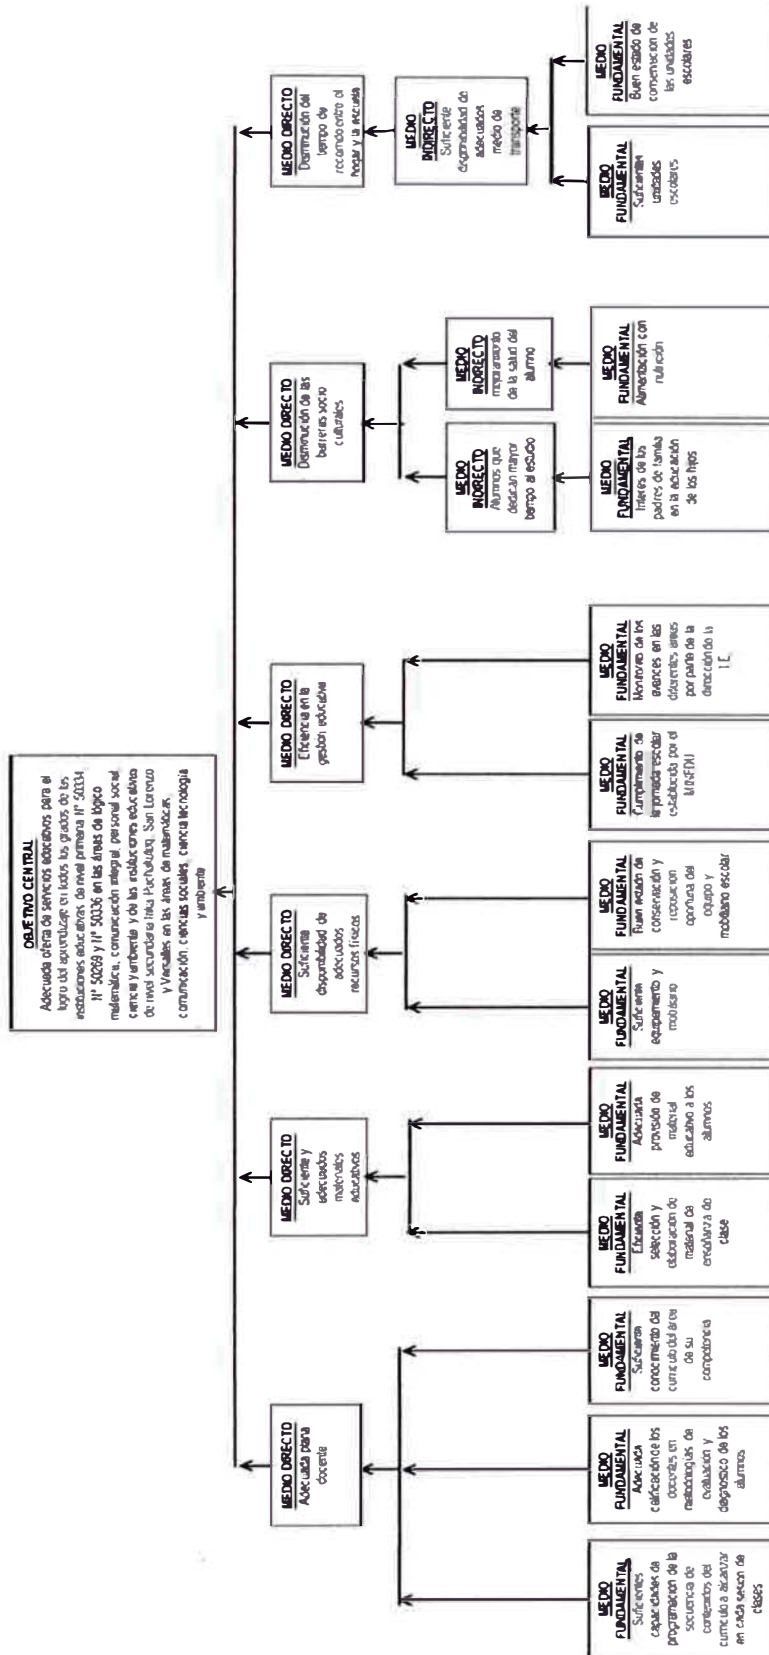 OBJETIVO CENTRAL
Adecuada oferta de servicios educativos para el
logro del aprendizaje en todos los grados de las
instituciones educativas de nivel primaria N° 50334,
N° 50269 y N° 50336 en las áreas de lógico
matemática, comunicación integral, personal social,
ciencia y ambiente y de las instituciones educativas
de nivel secundaria Inka Pachakuteq, San Lorenzo
y Versalles en las áreas de matemáticas,
comunicación, ciencias sociales, ciencia tecnología
y ambiente
MEDIO DIRECTO
Adecuada plana
docente
MEDIO DIRECTO
Suficiente y
adecuados
materiales
educativos
MEDIO DIRECTO
Suficiente
disponibilidad de
adecuados
recursos físicos
MEDIO DIRECTO
Eficiencia en la
gestión educativa
MEDIO DIRECTO
Disminución de las
barreras socio
culturales
MEDIO DIRECTO
Disminución del
tiempo de
recorrido entre el
hogar y la escuela
MEDIO
INDIRECTO
Alumnos que
dedican mayor
tiempo al estudio
MEDIO
INDIRECTO
mejoramiento
de la salud del
alumno
MEDIO
INDIRECTO
Suficiente
disponibilidad de
adecuados
medio de
transporte
MEDIO
FUNDAMENTAL
Suficientes
capacidades de
programación de la
secuencia de
contenidos del
currículo a alcanzar
en cada sesión de
clases
MEDIO
FUNDAMENTAL
Adecuada
calificación de los
docentes en
metodologías de
evaluación y
diagnostico de los
alumnos
MEDIO
FUNDAMENTAL
Suficiente
conocimiento del
currículo del área
de su
competencia
MEDIO
FUNDAMENTAL
Eficiente
selección y
elaboración de
material de
enseñanza de
clase
MEDIO
FUNDAMENTAL
Adecuada
provisión de
material
educativo a los
alumnos
MEDIO
FUNDAMENTAL
Suficiente
equipamiento y
mobiliario
MEDIO
FUNDAMENTAL
Buen estado de
conservación y
reposición
oportuna del
equipo y
mobiliario escolar
MEDIO
FUNDAMENTAL
Cumplimiento de
la jornada escolar
establecida por el
MINEDU
MEDIO
FUNDAMENTAL
Monitoreo de los
avances en las
diferentes áreas
por parte de la
dirección de la
I.E.
MEDIO
FUNDAMENTAL
Interes de los
padres de familia
en la educación
de los hijos
MEDIO
FUNDAMENTAL
Alimentación con
nutrición
MEDIO
FUNDAMENTAL
Suficientes
unidades
escolares
MEDIO
FUNDAMENTAL
Buen estado de
conservación de
las unidades
escolares